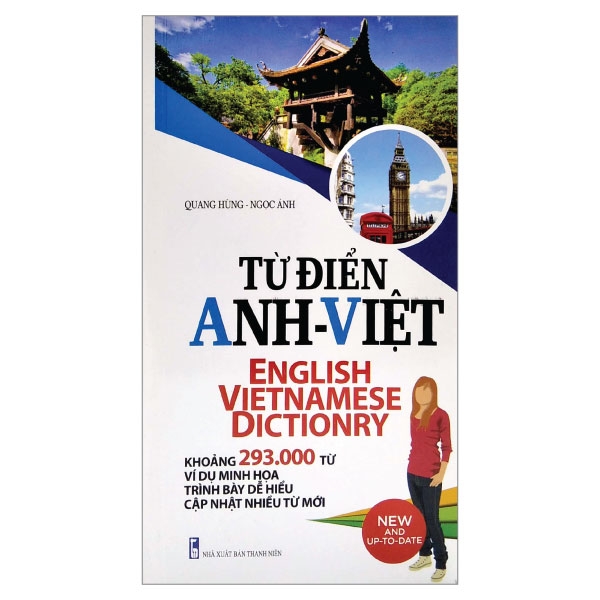 QUANG HÙNG - NGỌC ÁNH
TỪ ĐIỂN
ANH-VIỆT
ENGLISH
VIETNAMESE
DICTIONRY
KHOẢNG 293.000 TỪ
VÍ DỤ MINH HỌA
TRÌNH BÀY DỄ HIỂU
CẬP NHẬT NHIỀU TỪ MỚI
NEW
AND
UP-TO-DATE
NHÀ XUẤT BẢN THANH NIÊN